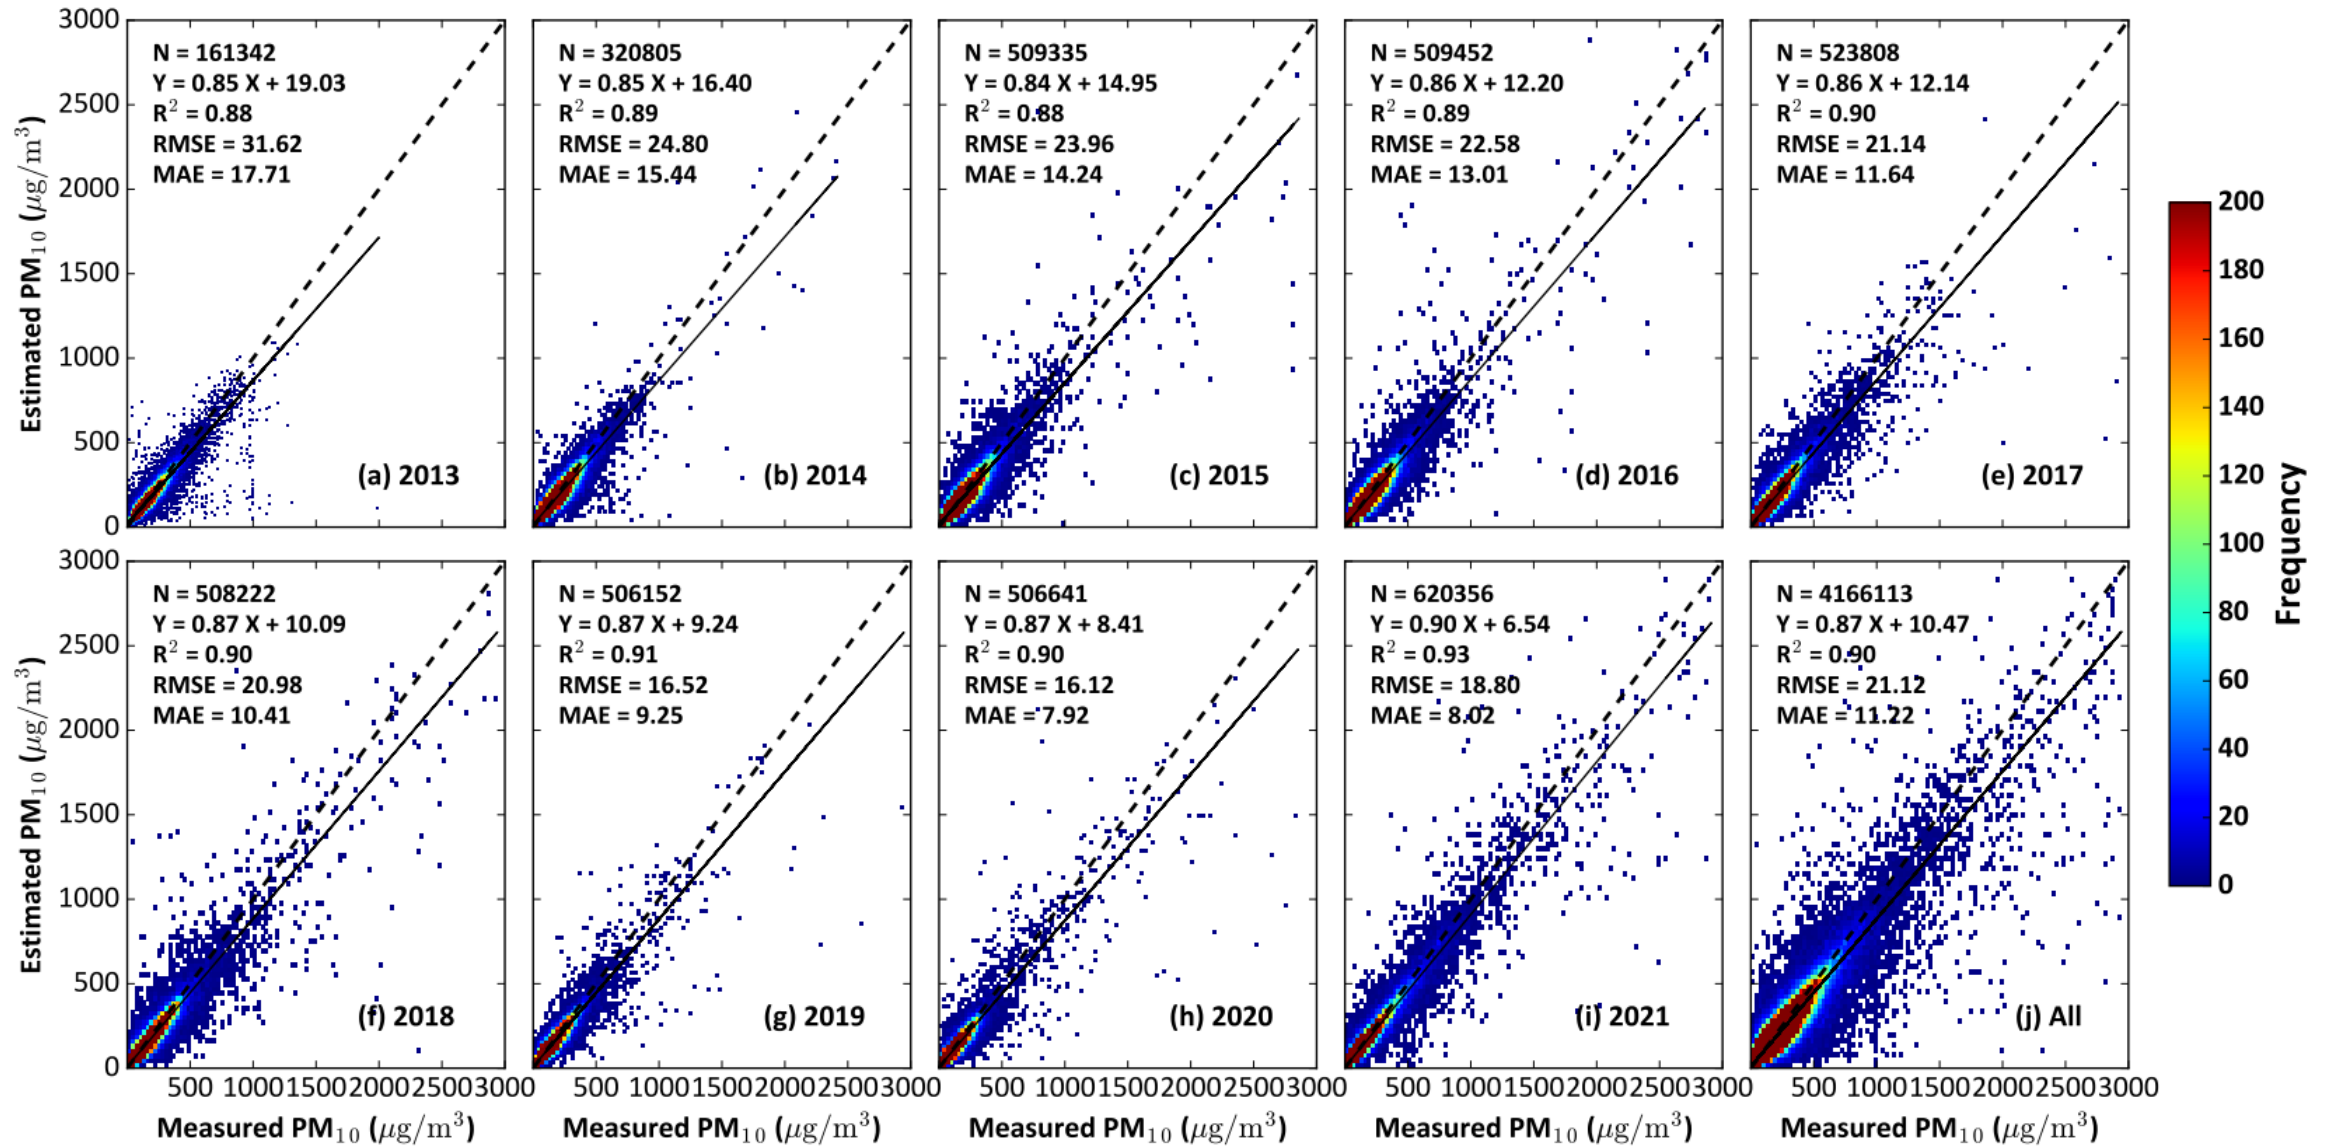 3000
2500
2000
1500
1000
500
0
Estimated PM10 (μg/m3)
N = 161342
Y = 0.85 X + 19.03
R2 = 0.88
RMSE = 31.62
MAE = 17.71
(a) 2013
N = 320805
Y = 0.85 X + 16.40
R2 = 0.89
RMSE = 24.80
MAE = 15.44
(b) 2014
N = 509335
Y = 0.84 X + 14.95
R2 = 0.88
RMSE = 23.96
MAE = 14.24
(c) 2015
N = 509452
Y = 0.86 X + 12.20
R2 = 0.89
RMSE = 22.58
MAE = 13.01
(d) 2016
N = 523808
Y = 0.86 X + 12.14
R2 = 0.90
RMSE = 21.14
MAE = 11.64
(e) 2017
3000
2500
2000
1500
1000
500
0
Estimated PM10 (μg/m3)
N = 508222
Y = 0.87 X + 10.09
R2 = 0.90
RMSE = 20.98
MAE = 10.41
(f) 2018
N = 506152
Y = 0.87 X + 9.24
R2 = 0.91
RMSE = 16.52
MAE = 9.25
(g) 2019
N = 506641
Y = 0.87 X + 8.41
R2 = 0.90
RMSE = 16.12
MAE = 7.92
(h) 2020
N = 620356
Y = 0.90 X + 6.54
R2 = 0.93
RMSE = 18.80
MAE = 8.02
(i) 2021
N = 4166113
Y = 0.87 X + 10.47
R2 = 0.90
RMSE = 21.12
MAE = 11.22
(j) All
500 1000 1500 2000 2500 3000
500 1000 1500 2000 2500 3000
500 1000 1500 2000 2500 3000
500 1000 1500 2000 2500 3000
500 1000 1500 2000 2500 3000
Measured PM10 (μg/m3)
Measured PM10 (μg/m3)
Measured PM10 (μg/m3)
Measured PM10 (μg/m3)
Measured PM10 (μg/m3)
200
180
160
140
120
100
80
60
40
20
0
Frequency